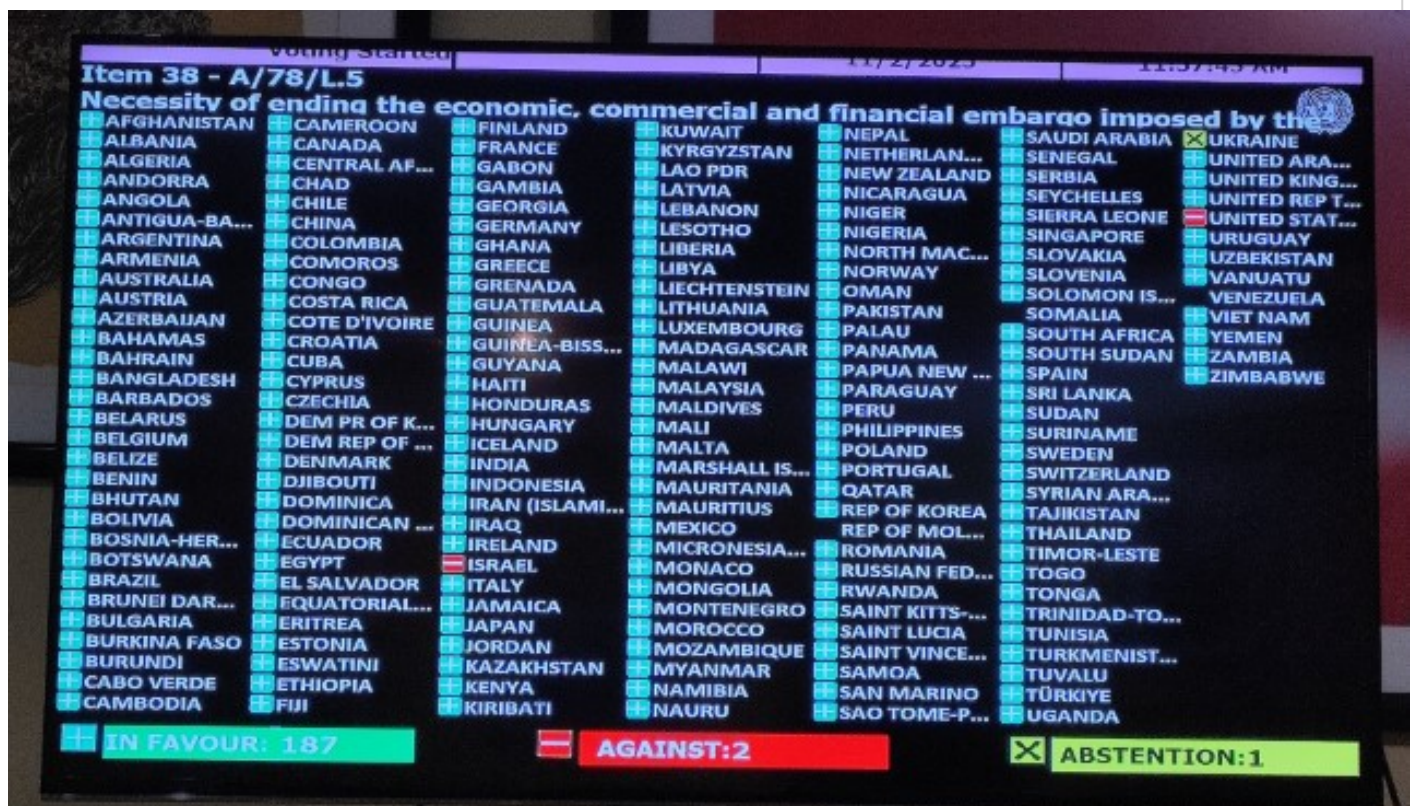 Voting Started
11/2/2023
AM
Item 38 - A/78/L.5
Necessity of ending the economic, commercial and financial embargo imposed by the
AFGHANISTAN
ALBANIA
ALGERIA
ANDORRA
ANGOLA
ANTIGUA-BA...
ARGENTINA
ARMENIA
AUSTRALIA
AUSTRIA
AZERBAIJAN
BAHAMAS
BAHRAIN
BANGLADESH
BARBADOS
BELARUS
BELGIUM
BELIZE
BENIN
BHUTAN
BOLIVIA
BOSNIA-HER...
BOTSWANA
BRAZIL
BRUNEI DAR...
BULGARIA
BURKINA FASO
BURUNDI
CABO VERDE
CAMBODIA
CAMEROON
CANADA
CENTRAL AF...
CHAD
CHILE
CHINA
COLOMBIA
COMOROS
CONGO
COSTA RICA
COTE D'IVOIRE
CROATIA
CUBA
CYPRUS
CZECHIA
DEM PR OF K...
DEM REP OF ...
DENMARK
DJIBOUTI
DOMINICA
DOMINICAN ...
ECUADOR
EGYPT
EL SALVADOR
EQUATORIAL...
ERITREA
ESTONIA
ESWATINI
ETHIOPIA
FIJI
FINLAND
FRANCE
GABON
GAMBIA
GEORGIA
GERMANY
GHANA
GREECE
GRENADA
GUATEMALA
GUINEA
GUINEA-BISS...
GUYANA
HAITI
HONDURAS
HUNGARY
ICELAND
INDIA
INDONESIA
IRAN (ISLAMI...
IRAQ
IRELAND
ISRAEL
ITALY
JAMAICA
JAPAN
JORDAN
KAZAKHSTAN
KENYA
KIRIBATI
KUWAIT
KYRGYZSTAN
LAO PDR
LATVIA
LEBANON
LESOTHO
LIBERIA
LIBYA
LIECHTENSTEIN
LITHUANIA
LUXEMBOURG
MADAGASCAR
MALAWI
MALAYSIA
MALDIVES
MALI
MALTA
MARSHALL IS...
MAURITANIA
MAURITIUS
MEXICO
MICRONESIA...
MONACO
MONGOLIA
MONTENEGRO
MOROCCO
MOZAMBIQUE
MYANMAR
NAMIBIA
NAURU
NEPAL
NETHERLAN...
NEW ZEALAND
NICARAGUA
NIGER
NIGERIA
NORTH MAC...
NORWAY
OMAN
PAKISTAN
PALAU
PANAMA
PAPUA NEW ...
PARAGUAY
PERU
PHILIPPINES
POLAND
PORTUGAL
QATAR
REP OF KOREA
REP OF MOL...
ROMANIA
RUSSIAN FED...
RWANDA
SAINT KITTS-...
SAINT LUCIA
SAINT VINCE...
SAMOA
SAN MARINO
SAO TOME-P...
SAUDI ARABIA
SENEGAL
SERBIA
SEYCHELLES
SIERRA LEONE
SINGAPORE
SLOVAKIA
SLOVENIA
SOLOMON IS...
SOMALIA
SOUTH AFRICA
SOUTH SUDAN
SPAIN
SRI LANKA
SUDAN
SURINAME
SWEDEN
SWITZERLAND
SYRIAN ARA...
TAJIKISTAN
THAILAND
TIMOR-LESTE
TOGO
TONGA
TRINIDAD-TO...
TUNISIA
TURKMENIST...
TUVALU
TÜRKIYE
UGANDA
UKRAINE
UNITED ARA...
UNITED KING...
UNITED REP T...
UNITED STAT...
URUGUAY
UZBEKISTAN
VANUATU
VENEZUELA
VIET NAM
YEMEN
ZAMBIA
ZIMBABWE
IN FAVOUR: 187
AGAINST:2
ABSTENTION:1